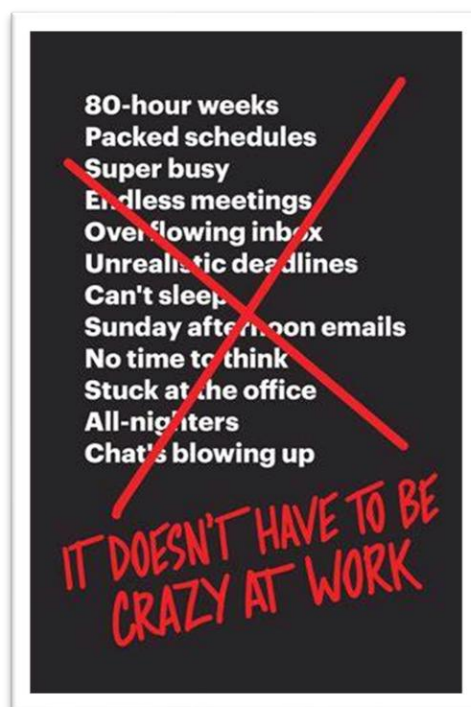 80-hour weeks
Packed schedules
Super busy
Endless meetings
Overflowing inbox
Unrealistic deadlines
Can't sleep
Sunday afternoon emails
No time to think
Stuck at the office
All-nighters
Chat's blowing up
IT DOESN'T HAVE TO BE
CRAZY AT WORK